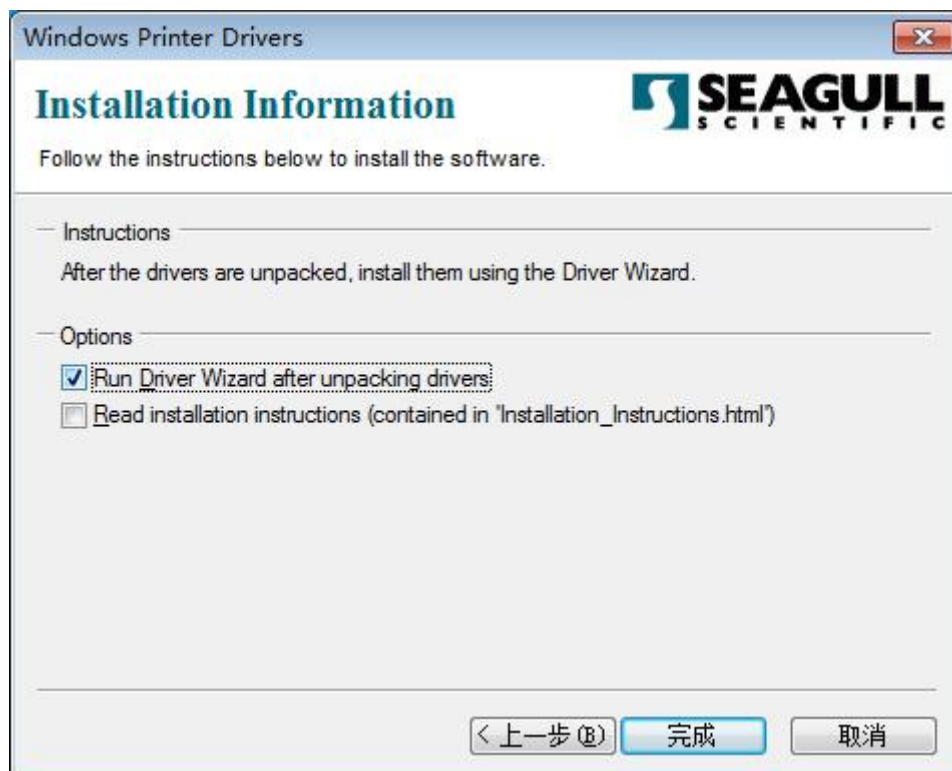 Windows Printer Drivers
Installation Information
SEAGULL
SCIENTIFIC
Follow the instructions below to install the software.
Instructions
After the drivers are unpacked, install them using the Driver Wizard.
Options
Run Driver Wizard after unpacking drivers
Read installation instructions (contained in "Installation_Instructions.html")
< 上一步(B) 完成 取消